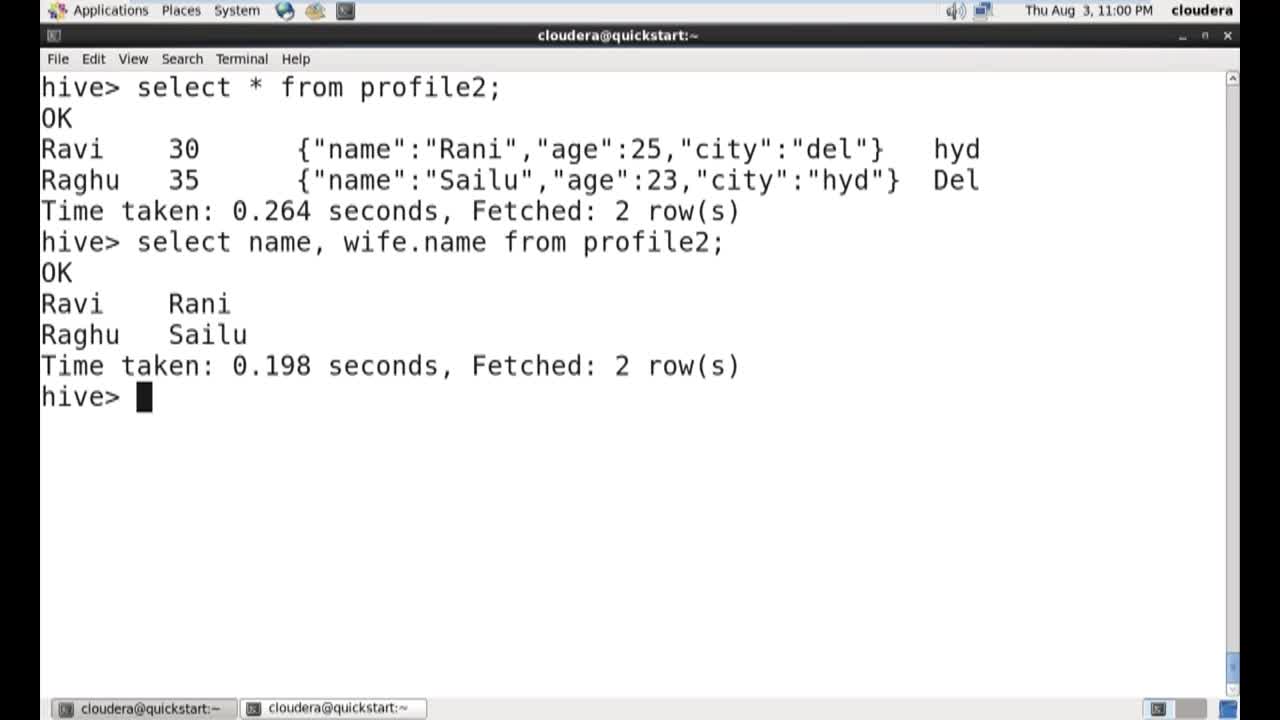 Applications Places System Thu Aug 3, 11:00 PM cloudera
cloudera@quickstart:~
File Edit View Search Terminal Help
hive> select * from profile2;
OK
Ravi 30 {"name":"Rani","age":25,"city":"del"} hyd
Raghu 35 {"name":"Sailu","age":23,"city":"hyd"} Del
Time taken: 0.264 seconds, Fetched: 2 row(s)
hive> select name, wife.name from profile2;
OK
Ravi Rani
Raghu Sailu
Time taken: 0.198 seconds, Fetched: 2 row(s)
hive>
cloudera@quickstart:~ cloudera@quickstart:~